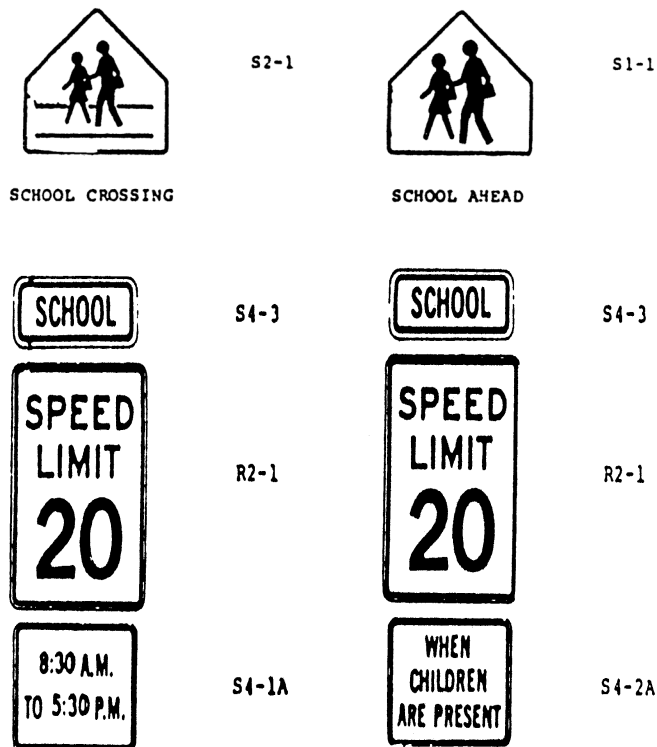 S2-1
S1-1
SCHOOL CROSSING
SCHOOL AHEAD
SCHOOL
S4-3
SCHOOL
S4-3
SPEED
LIMIT
20
R2-1
SPEED
LIMIT
20
R2-1
8:30 A.M.
TO 5:30 P.M.
S4-1A
WHEN
CHILDREN
ARE PRESENT
S4-2A